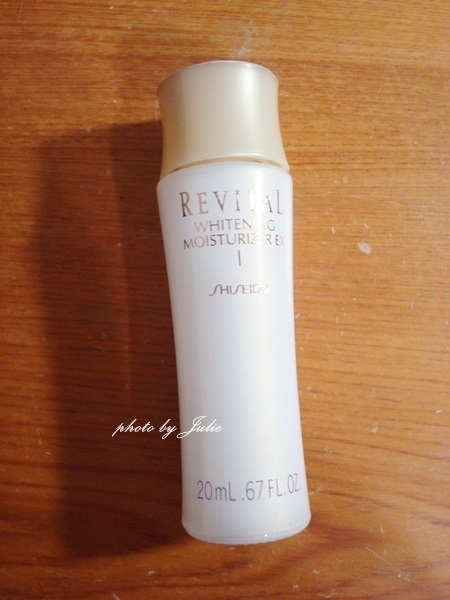 REVITAL
WHITENING
MOISTURIZER EX
I
SHISEIDO
photo by Julie
20mL .67 FL.OZ